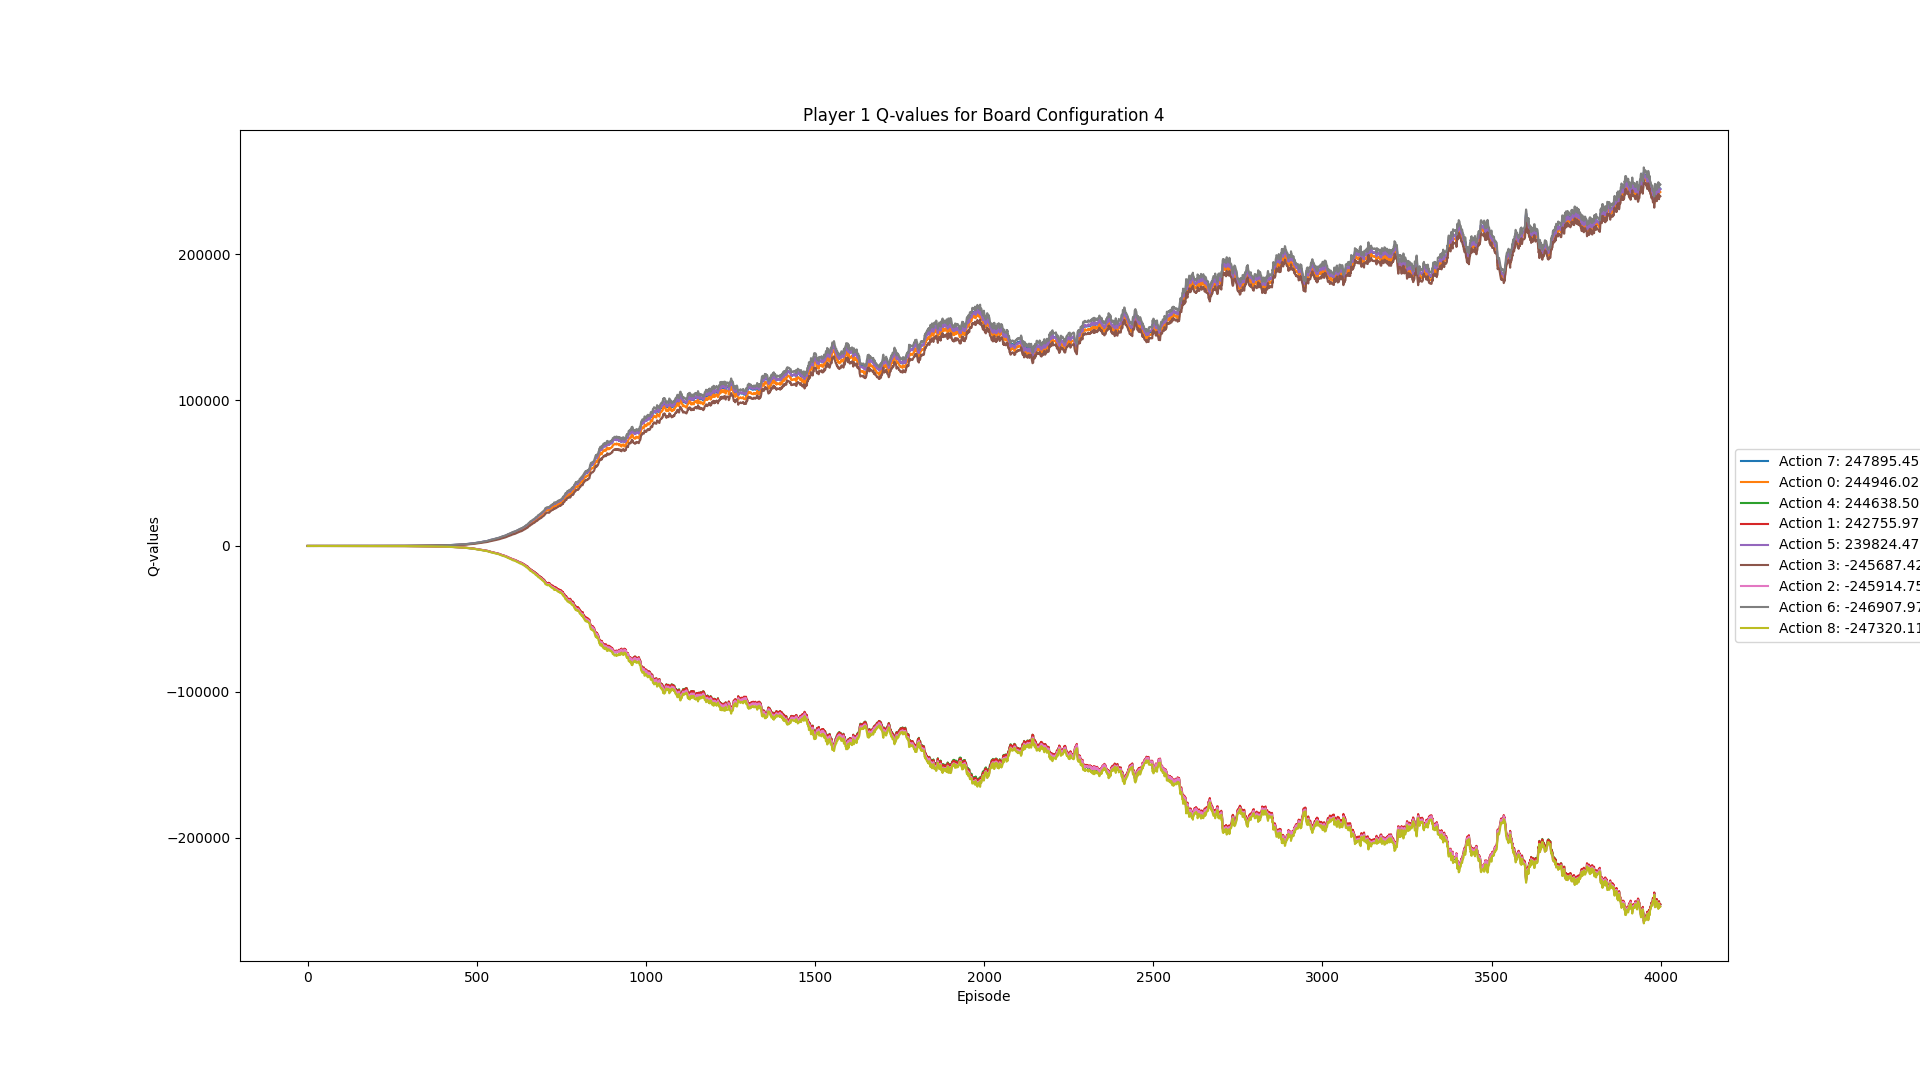 Player 1 Q-values for Board Configuration 4
Q-values
200000
100000
0
−100000
−200000
0 500 1000 1500 2000 2500 3000 3500 4000
Episode
Action 7: 247895.45
Action 0: 244946.02
Action 4: 244638.50
Action 1: 242755.97
Action 5: 239824.47
Action 3: -245687.42
Action 2: -245914.75
Action 6: -246907.97
Action 8: -247320.11